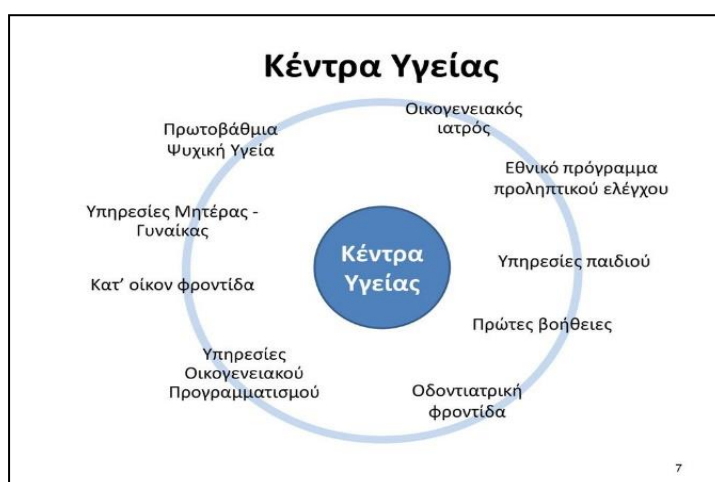 Κέντρα Υγείας
Οικογενειακός
ιατρός
Εθνικό πρόγραμμα
προληπτικού ελέγχου
Υπηρεσίες παιδιού
Πρώτες βοήθειες
Οδοντιατρική
φροντίδα
Υπηρεσίες
Οικογενειακού
Προγραμματισμού
Κατ’ οίκον φροντίδα
Υπηρεσίες Μητέρας -
Γυναίκας
Πρωτοβάθμια
Ψυχική Υγεία
Κέντρα
Υγείας
7